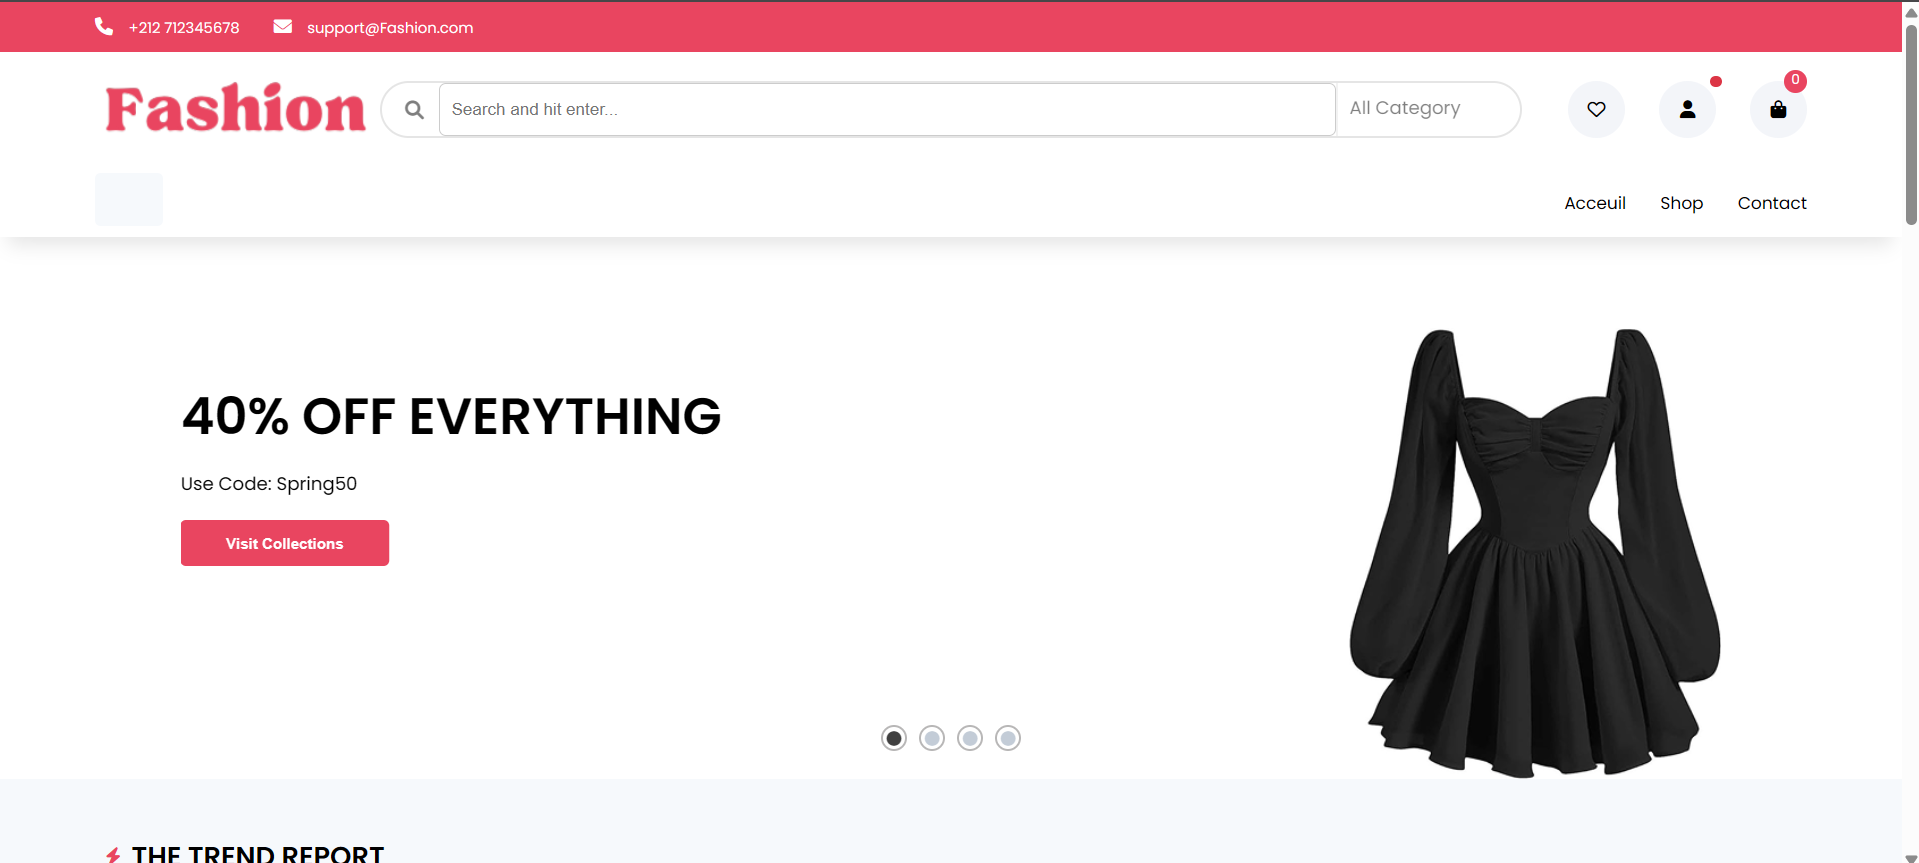 +212 712345678 support@Fashion.com
Fashion Search and hit enter... All Category 0
Acceuil Shop Contact
40% OFF EVERYTHING
Use Code: Spring50
Visit Collections
THE TREND REPORT